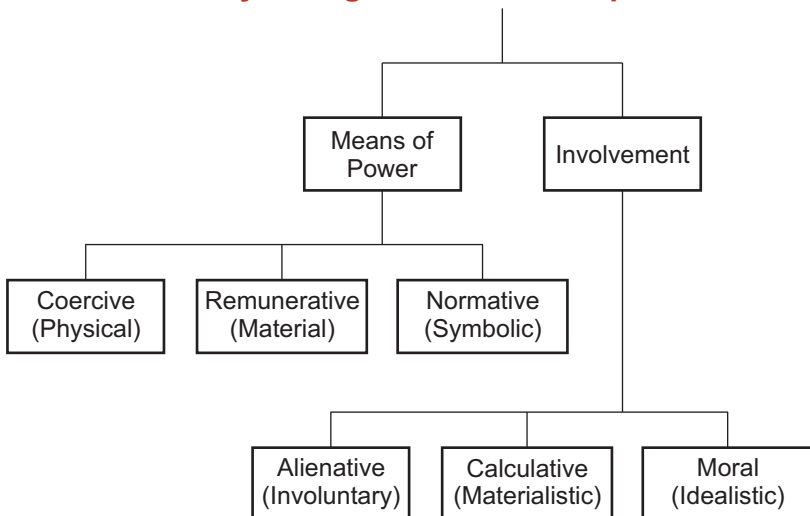 Means of
Power
Involvement
Coercive
(Physical)
Remunerative
(Material)
Normative
(Symbolic)
Alienative
(Involuntary)
Calculative
(Materialistic)
Moral
(Idealistic)